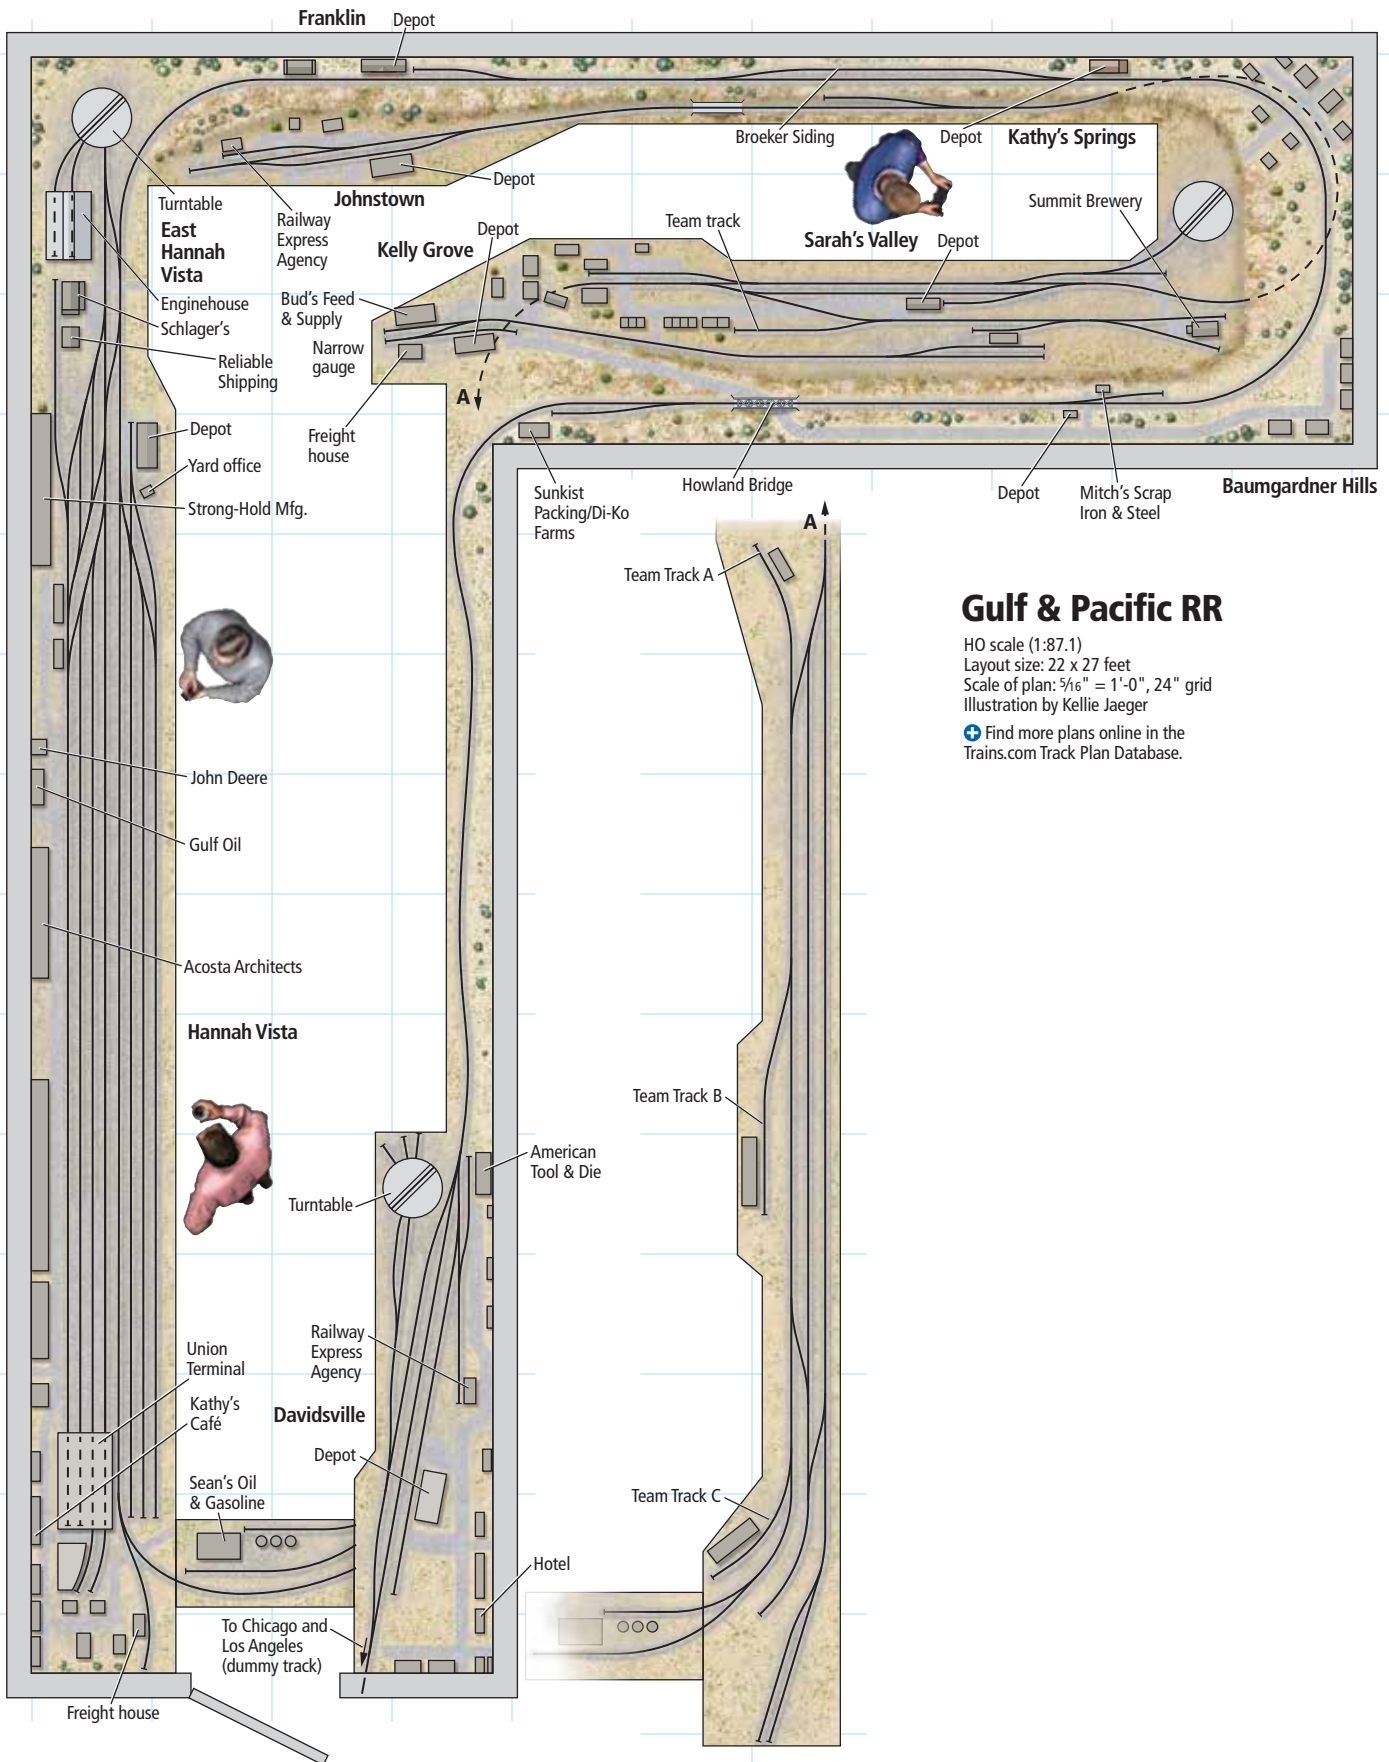 Franklin
Depot
Broeker Siding
Depot
Kathy's Springs
Depot
Johnstown
Turntable
East
Hannah
Vista
Railway
Express
Agency
Kelly Grove
Depot
Team track
Sarah's Valley
Depot
Summit Brewery
Enginehouse
Schlager's
Bud's Feed
& Supply
Reliable
Shipping
Narrow
gauge
A
Freight
house
Depot
Yard office
Strong-Hold Mfg.
Sunkist
Packing/Di-Ko
Farms
Howland Bridge
Depot
Mitch's Scrap
Iron & Steel
Baumgardner Hills
A
Team Track A
Gulf & Pacific RR
HO scale (1:87.1)
Layout size: 22 x 27 feet
Scale of plan: 5/16" = 1'-0", 24" grid
Illustration by Kellie Jaeger
Find more plans online in the
Trains.com Track Plan Database.
John Deere
Gulf Oil
Acosta Architects
Hannah Vista
Team Track B
American
Tool & Die
Turntable
Railway
Express
Agency
Union
Terminal
Kathy's
Café
Davidsville
Depot
Sean's Oil
& Gasoline
Team Track C
Hotel
To Chicago and
Los Angeles
(dummy track)
Freight house